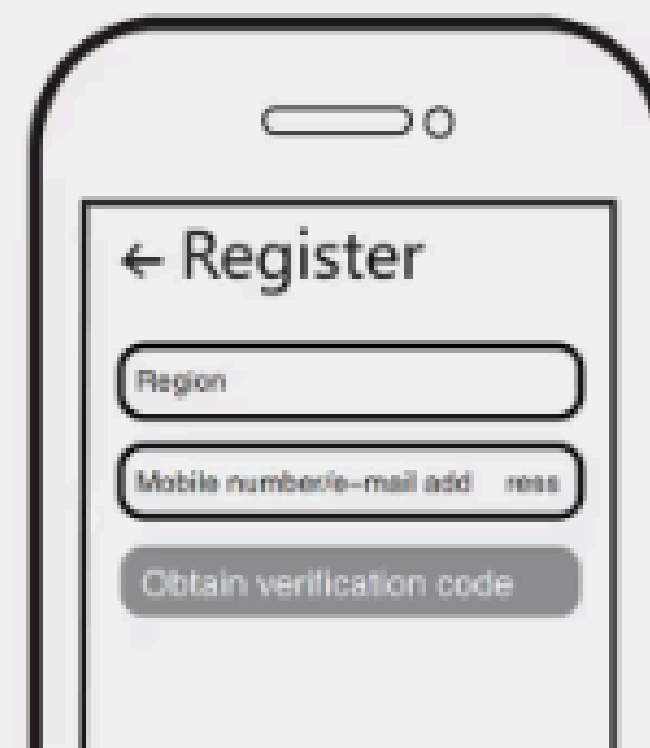 ← Register
Region
Mobile number/e-mail add ress
Obtain verification code